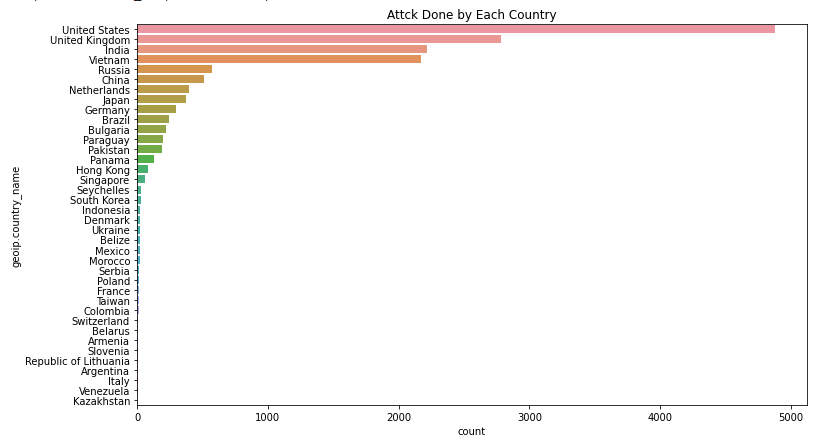 Attck Done by Each Country
geoip.country_name
United States
United Kingdom
India
Vietnam
Russia
China
Netherlands
Japan
Germany
Brazil
Bulgaria
Paraguay
Pakistan
Panama
Hong Kong
Singapore
Seychelles
South Korea
Indonesia
Denmark
Ukraine
Belize
Mexico
Morocco
Serbia
Poland
France
Taiwan
Colombia
Switzerland
Belarus
Armenia
Slovenia
Republic of Lithuania
Argentina
Italy
Venezuela
Kazakhstan
0 1000 2000 3000 4000 5000
count